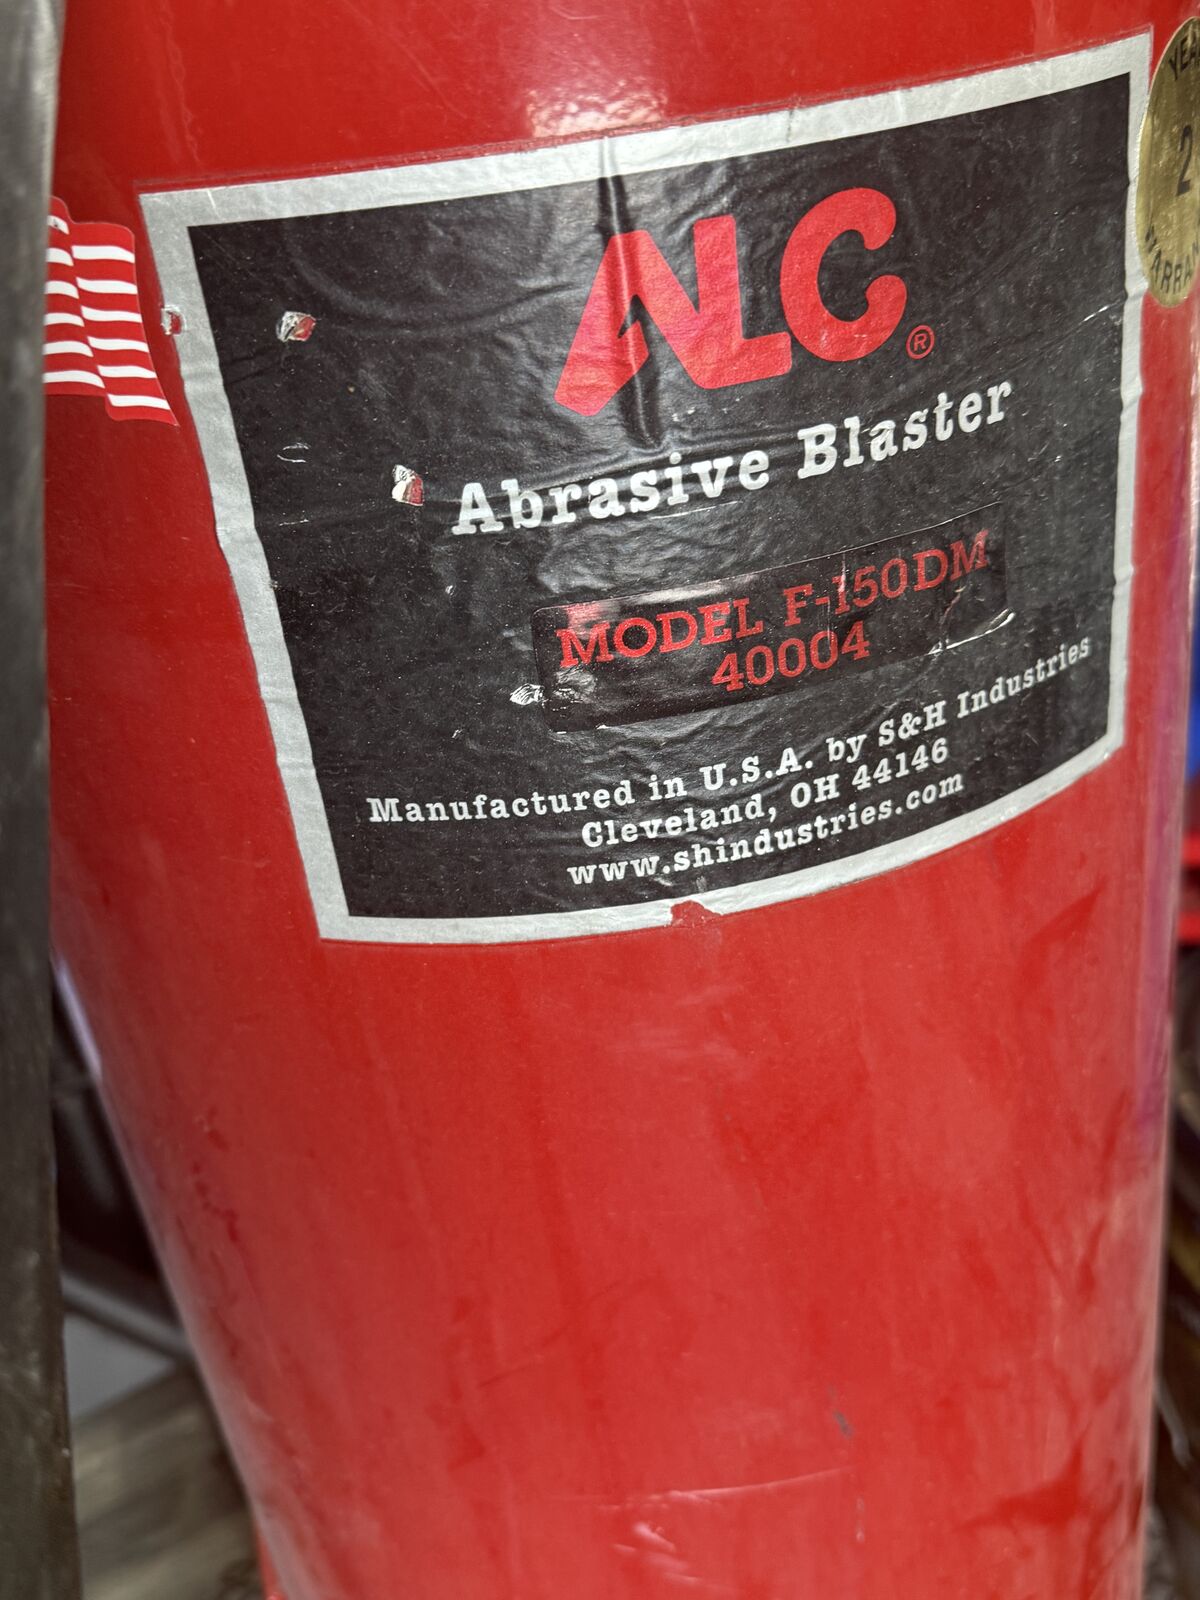 ALC®
Abrasive Blaster
MODEL F-150DM
40004
Manufactured in U.S.A. by S&H Industries
Cleveland, OH 44146
www.shindustries.com
2